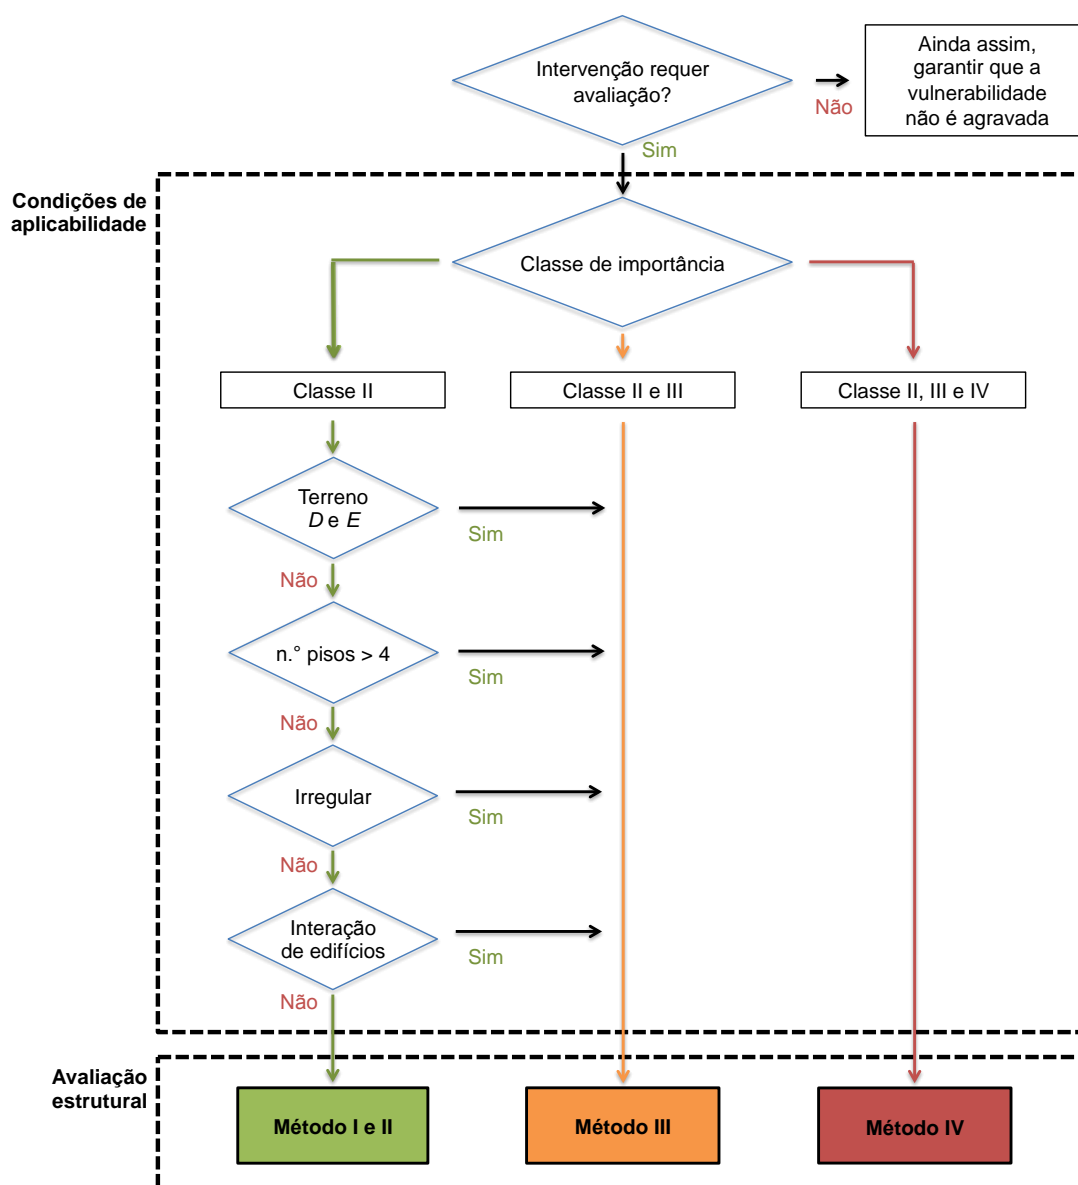 Intervenção requer
avaliação?
Não
Ainda assim,
garantir que a
vulnerabilidade
não é agravada
Sim
Condições de
aplicabilidade
Classe de importância
Classe II
Classe II e III
Classe II, III e IV
Terreno
D e E
Sim
Não
n.° pisos > 4
Sim
Não
Irregular
Sim
Não
Interação
de edifícios
Sim
Não
Avaliação
estrutural
Método I e II
Método III
Método IV